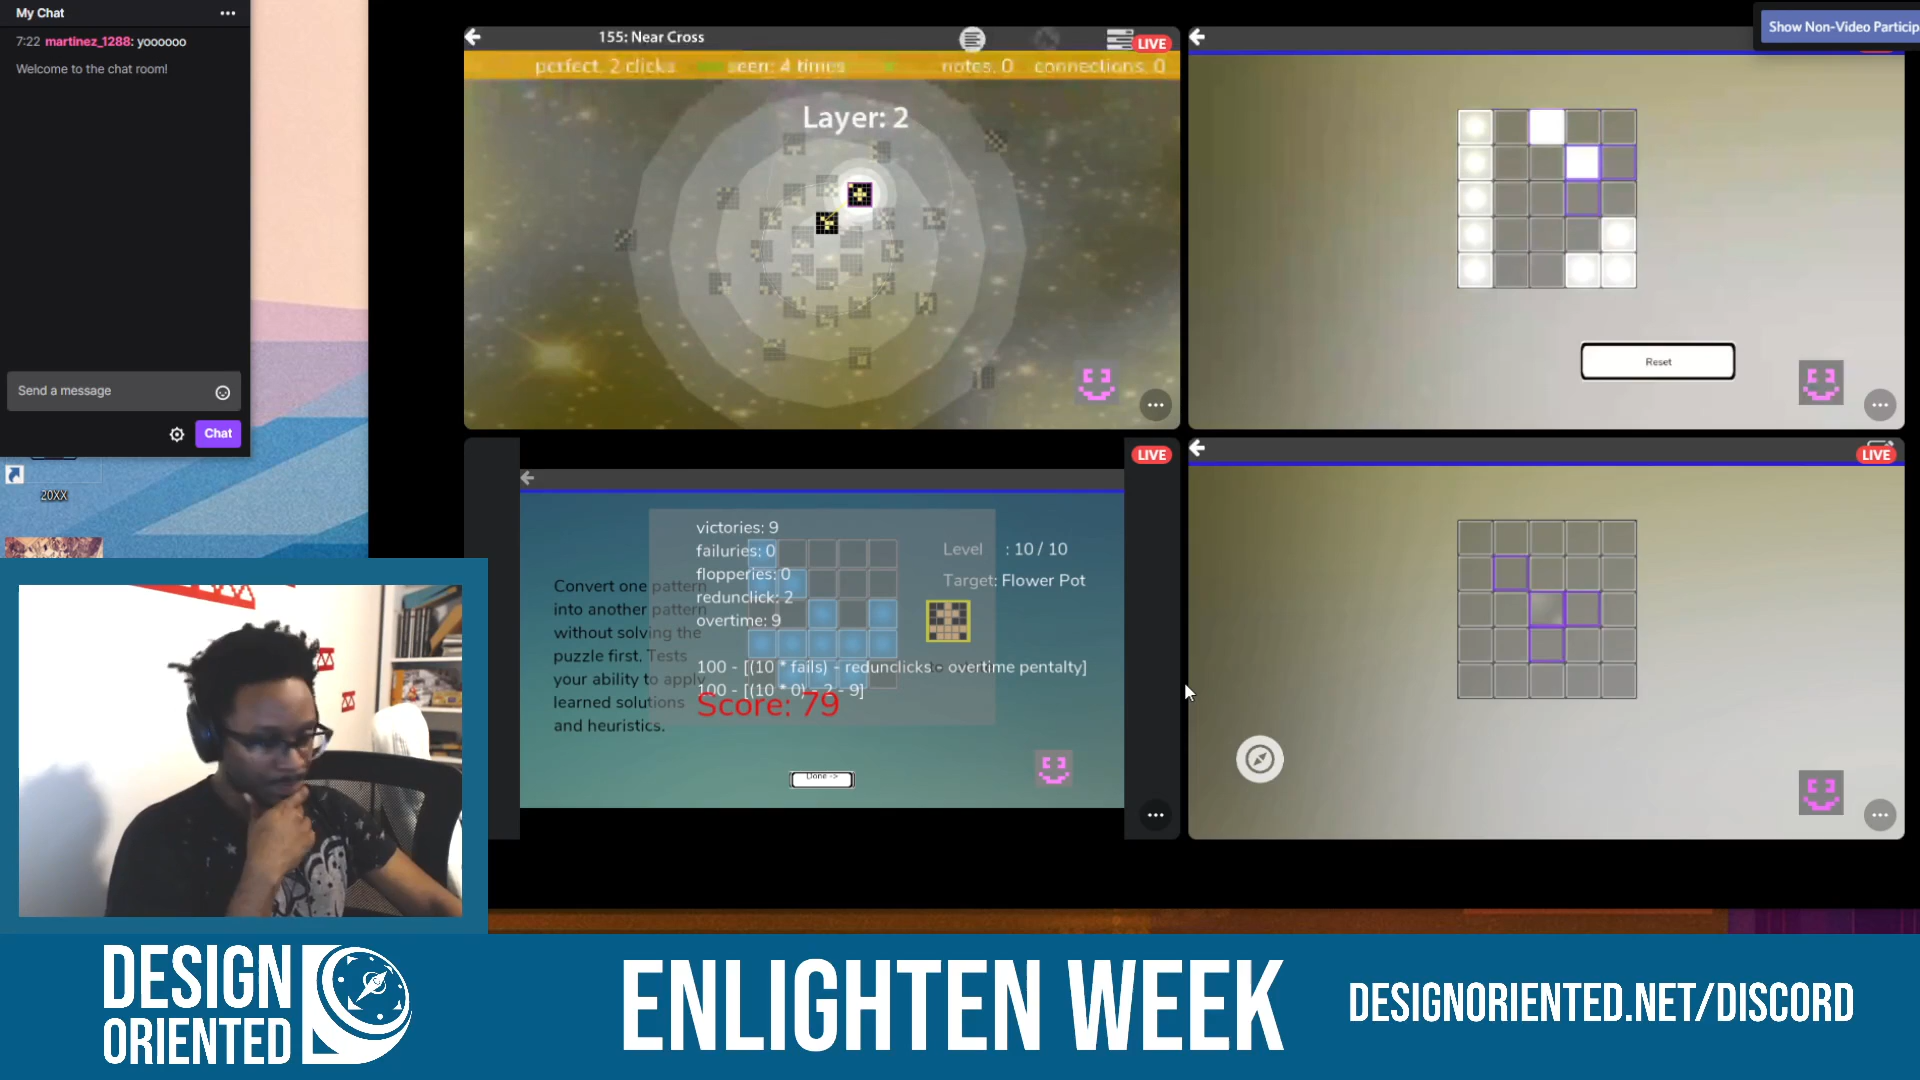 My Chat
7:22 martinez_1288: yoooooo
Welcome to the chat room!
Send a message
Chat
20XX
155: Near Cross
LIVE
perfect. 2 clicks seen: 4 times notes. 0 connections. 0
Layer: 2
Show Non-Video Particip
Reset
LIVE
victories: 9
failuries: 0
flopperies: 0
redunclick: 2
overtime: 9
Level : 10 / 10
Target: Flower Pot
Convert one pattern
into another pattern
without solving the
puzzle first. Tests
your ability to apply
learned solutions
and heuristics.
100 - [(10 * fails) - redunclicks - overtime pentalty]
100 - [(10 * 0) - 2 - 9]
Score: 79
Done ->
LIVE
DESIGN
ORIENTED
ENLIGHTEN WEEK
DESIGNORIENTED.NET/DISCORD